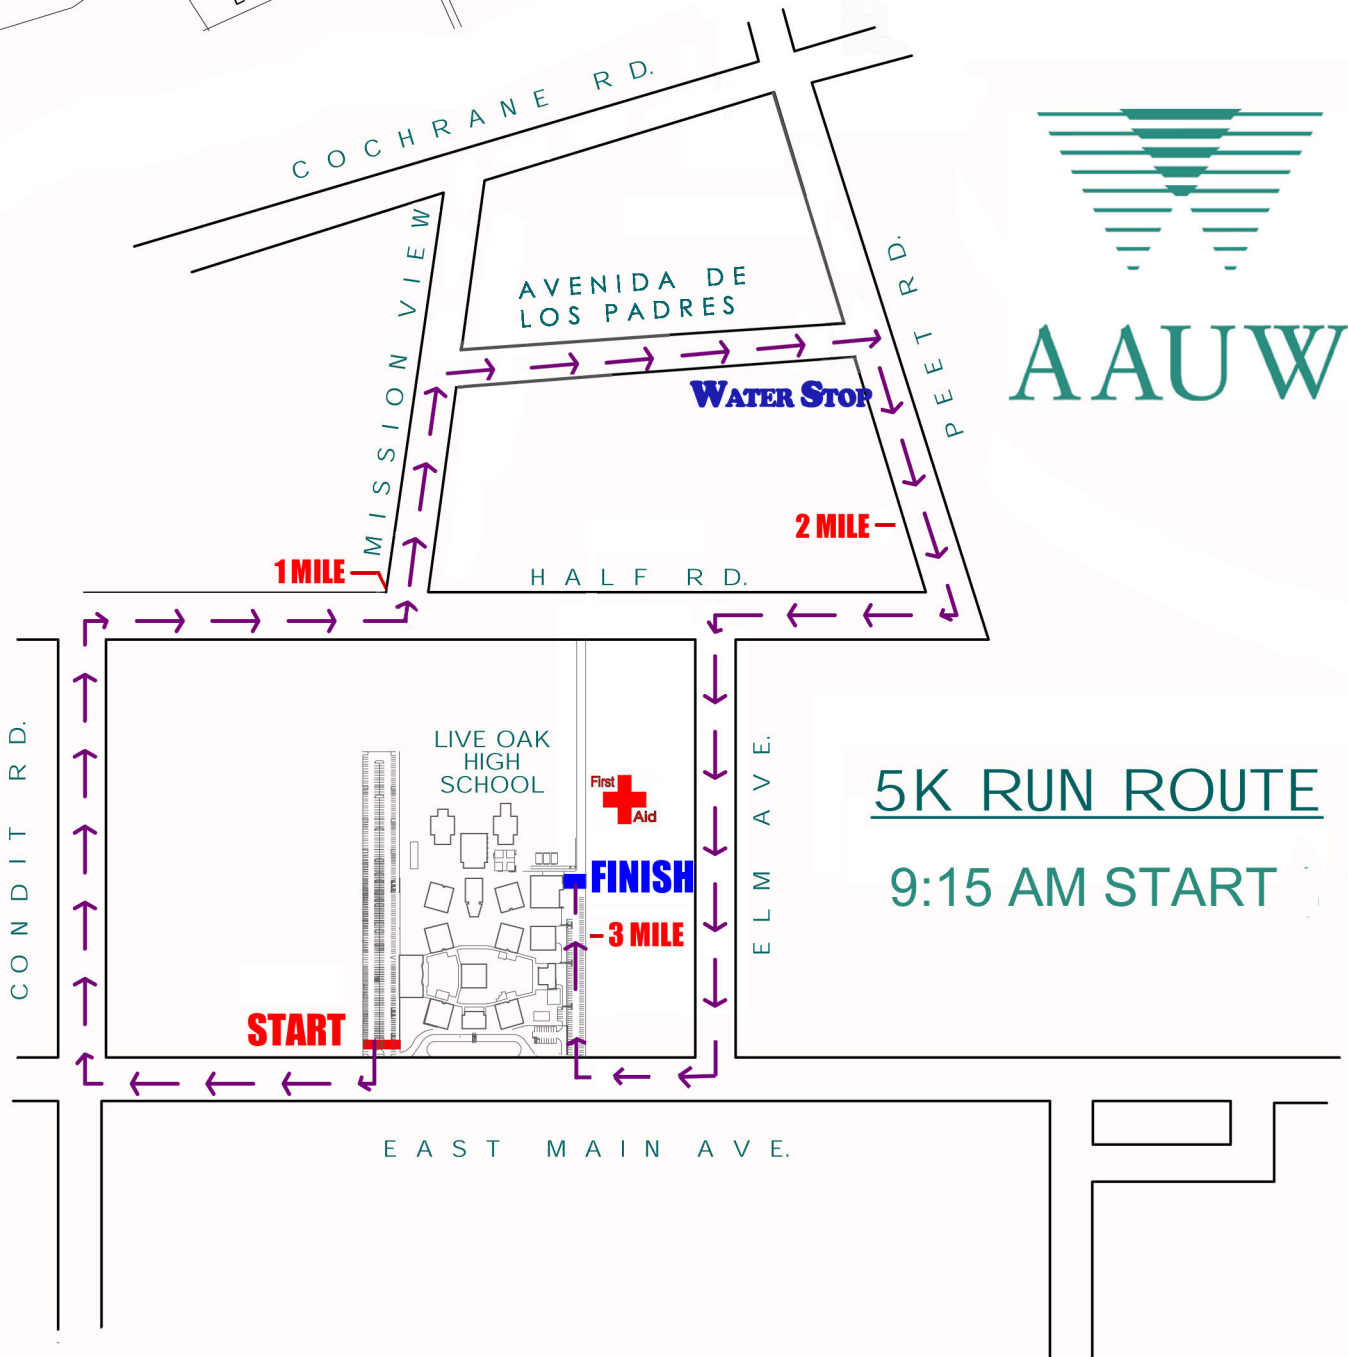 COCHRANE RD.
MISSION VIEW
AVENIDA DE
LOS PADRES
PEET RD.
AAUW
WATER STOP
2 MILE
1 MILE
HALF RD.
CONDIT RD.
LIVE OAK
HIGH
SCHOOL
First
Aid
ELM AVE.
5K RUN ROUTE
9:15 AM START
FINISH
3 MILE
START
EAST MAIN AVE.